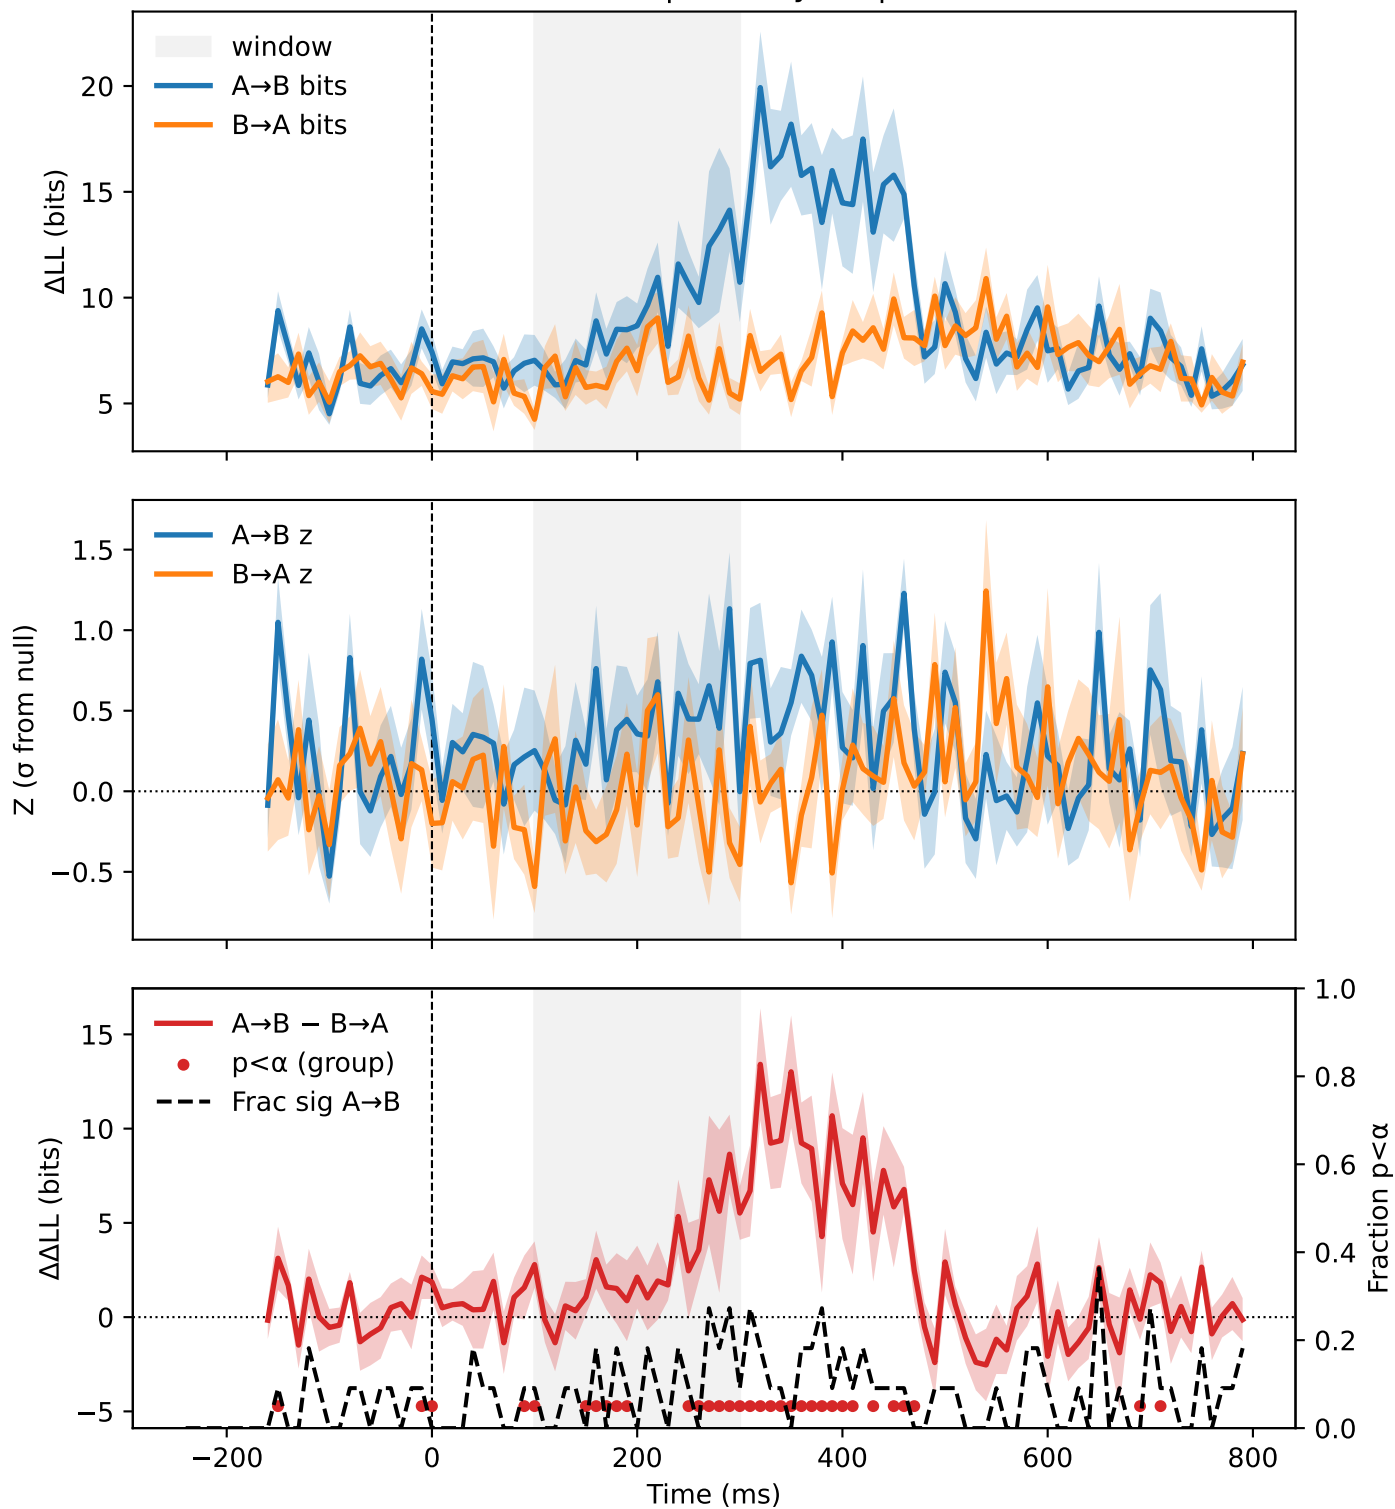 window
A→B bits
B→A bits
20
15
10
5
ΔLL (bits)
A→B z
B→A z
1.5
1.0
0.5
0.0
−0.5
Z (σ from null)
A→B − B→A
p<α (group)
Frac sig A→B
15
10
5
0
−5
ΔΔLL (bits)
1.0
0.8
0.6
0.4
0.2
0.0
Fraction p<α
−200 0 200 400 600 800
Time (ms)